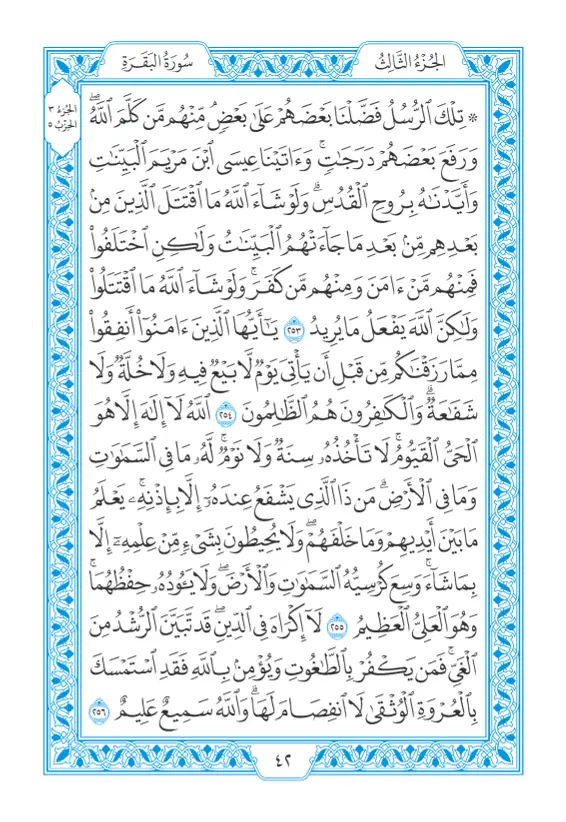 الجُزْءُ الثَّالِثُ
سُورَةُ البَقَرَةِ
الجزء ٣
الحزب ٥
* تِلْكَ ٱلرُّسُلُ فَضَّلْنَا بَعْضَهُمْ عَلَىٰ بَعْضٍۘ مِّنْهُم مَّن كَلَّمَ ٱللَّهُۖ
وَرَفَعَ بَعْضَهُمْ دَرَجَٰتٍۚ وَءَاتَيْنَا عِيسَى ٱبْنَ مَرْيَمَ ٱلْبَيِّنَٰتِ
وَأَيَّدْنَٰهُ بِرُوحِ ٱلْقُدُسِۗ وَلَوْ شَآءَ ٱللَّهُ مَا ٱقْتَتَلَ ٱلَّذِينَ مِنۢ
بَعْدِهِم مِّنۢ بَعْدِ مَا جَآءَتْهُمُ ٱلْبَيِّنَٰتُ وَلَٰكِنِ ٱخْتَلَفُوا۟
فَمِنْهُم مَّنْ ءَامَنَ وَمِنْهُم مَّن كَفَرَۚ وَلَوْ شَآءَ ٱللَّهُ مَا ٱقْتَتَلُوا۟
وَلَٰكِنَّ ٱللَّهَ يَفْعَلُ مَا يُرِيدُ ٢٥٣ يَٰٓأَيُّهَا ٱلَّذِينَ ءَامَنُوٓا۟ أَنفِقُوا۟
مِمَّا رَزَقْنَٰكُم مِّن قَبْلِ أَن يَأْتِىَ يَوْمٌ لَّا بَيْعٌ فِيهِ وَلَا خُلَّةٌ وَلَا
شَفَٰعَةٌۗ وَٱلْكَٰفِرُونَ هُمُ ٱلظَّٰلِمُونَ ٢٥٤ ٱللَّهُ لَآ إِلَٰهَ إِلَّا هُوَ
ٱلْحَىُّ ٱلْقَيُّومُۚ لَا تَأْخُذُهُۥ سِنَةٌ وَلَا نَوْمٌۚ لَّهُۥ مَا فِى ٱلسَّمَٰوَٰتِ
وَمَا فِى ٱلْأَرْضِۗ مَن ذَا ٱلَّذِى يَشْفَعُ عِندَهُۥٓ إِلَّا بِإِذْنِهِۦۚ يَعْلَمُ
مَا بَيْنَ أَيْدِيهِمْ وَمَا خَلْفَهُمْۖ وَلَا يُحِيطُونَ بِشَىْءٍ مِّنْ عِلْمِهِۦٓ إِلَّا
بِمَا شَآءَۚ وَسِعَ كُرْسِيُّهُ ٱلسَّمَٰوَٰتِ وَٱلْأَرْضَۖ وَلَا يَـُٔودُهُۥ حِفْظُهُمَاۚ
وَهُوَ ٱلْعَلِىُّ ٱلْعَظِيمُ ٢٥٥ لَآ إِكْرَاهَ فِى ٱلدِّينِۖ قَد تَّبَيَّنَ ٱلرُّشْدُ مِنَ
ٱلْغَىِّۚ فَمَن يَكْفُرْ بِٱلطَّٰغُوتِ وَيُؤْمِنۢ بِٱللَّهِ فَقَدِ ٱسْتَمْسَكَ
بِٱلْعُرْوَةِ ٱلْوُثْقَىٰ لَا ٱنفِصَامَ لَهَاۗ وَٱللَّهُ سَمِيعٌ عَلِيمٌ ٢٥٦
٤٢